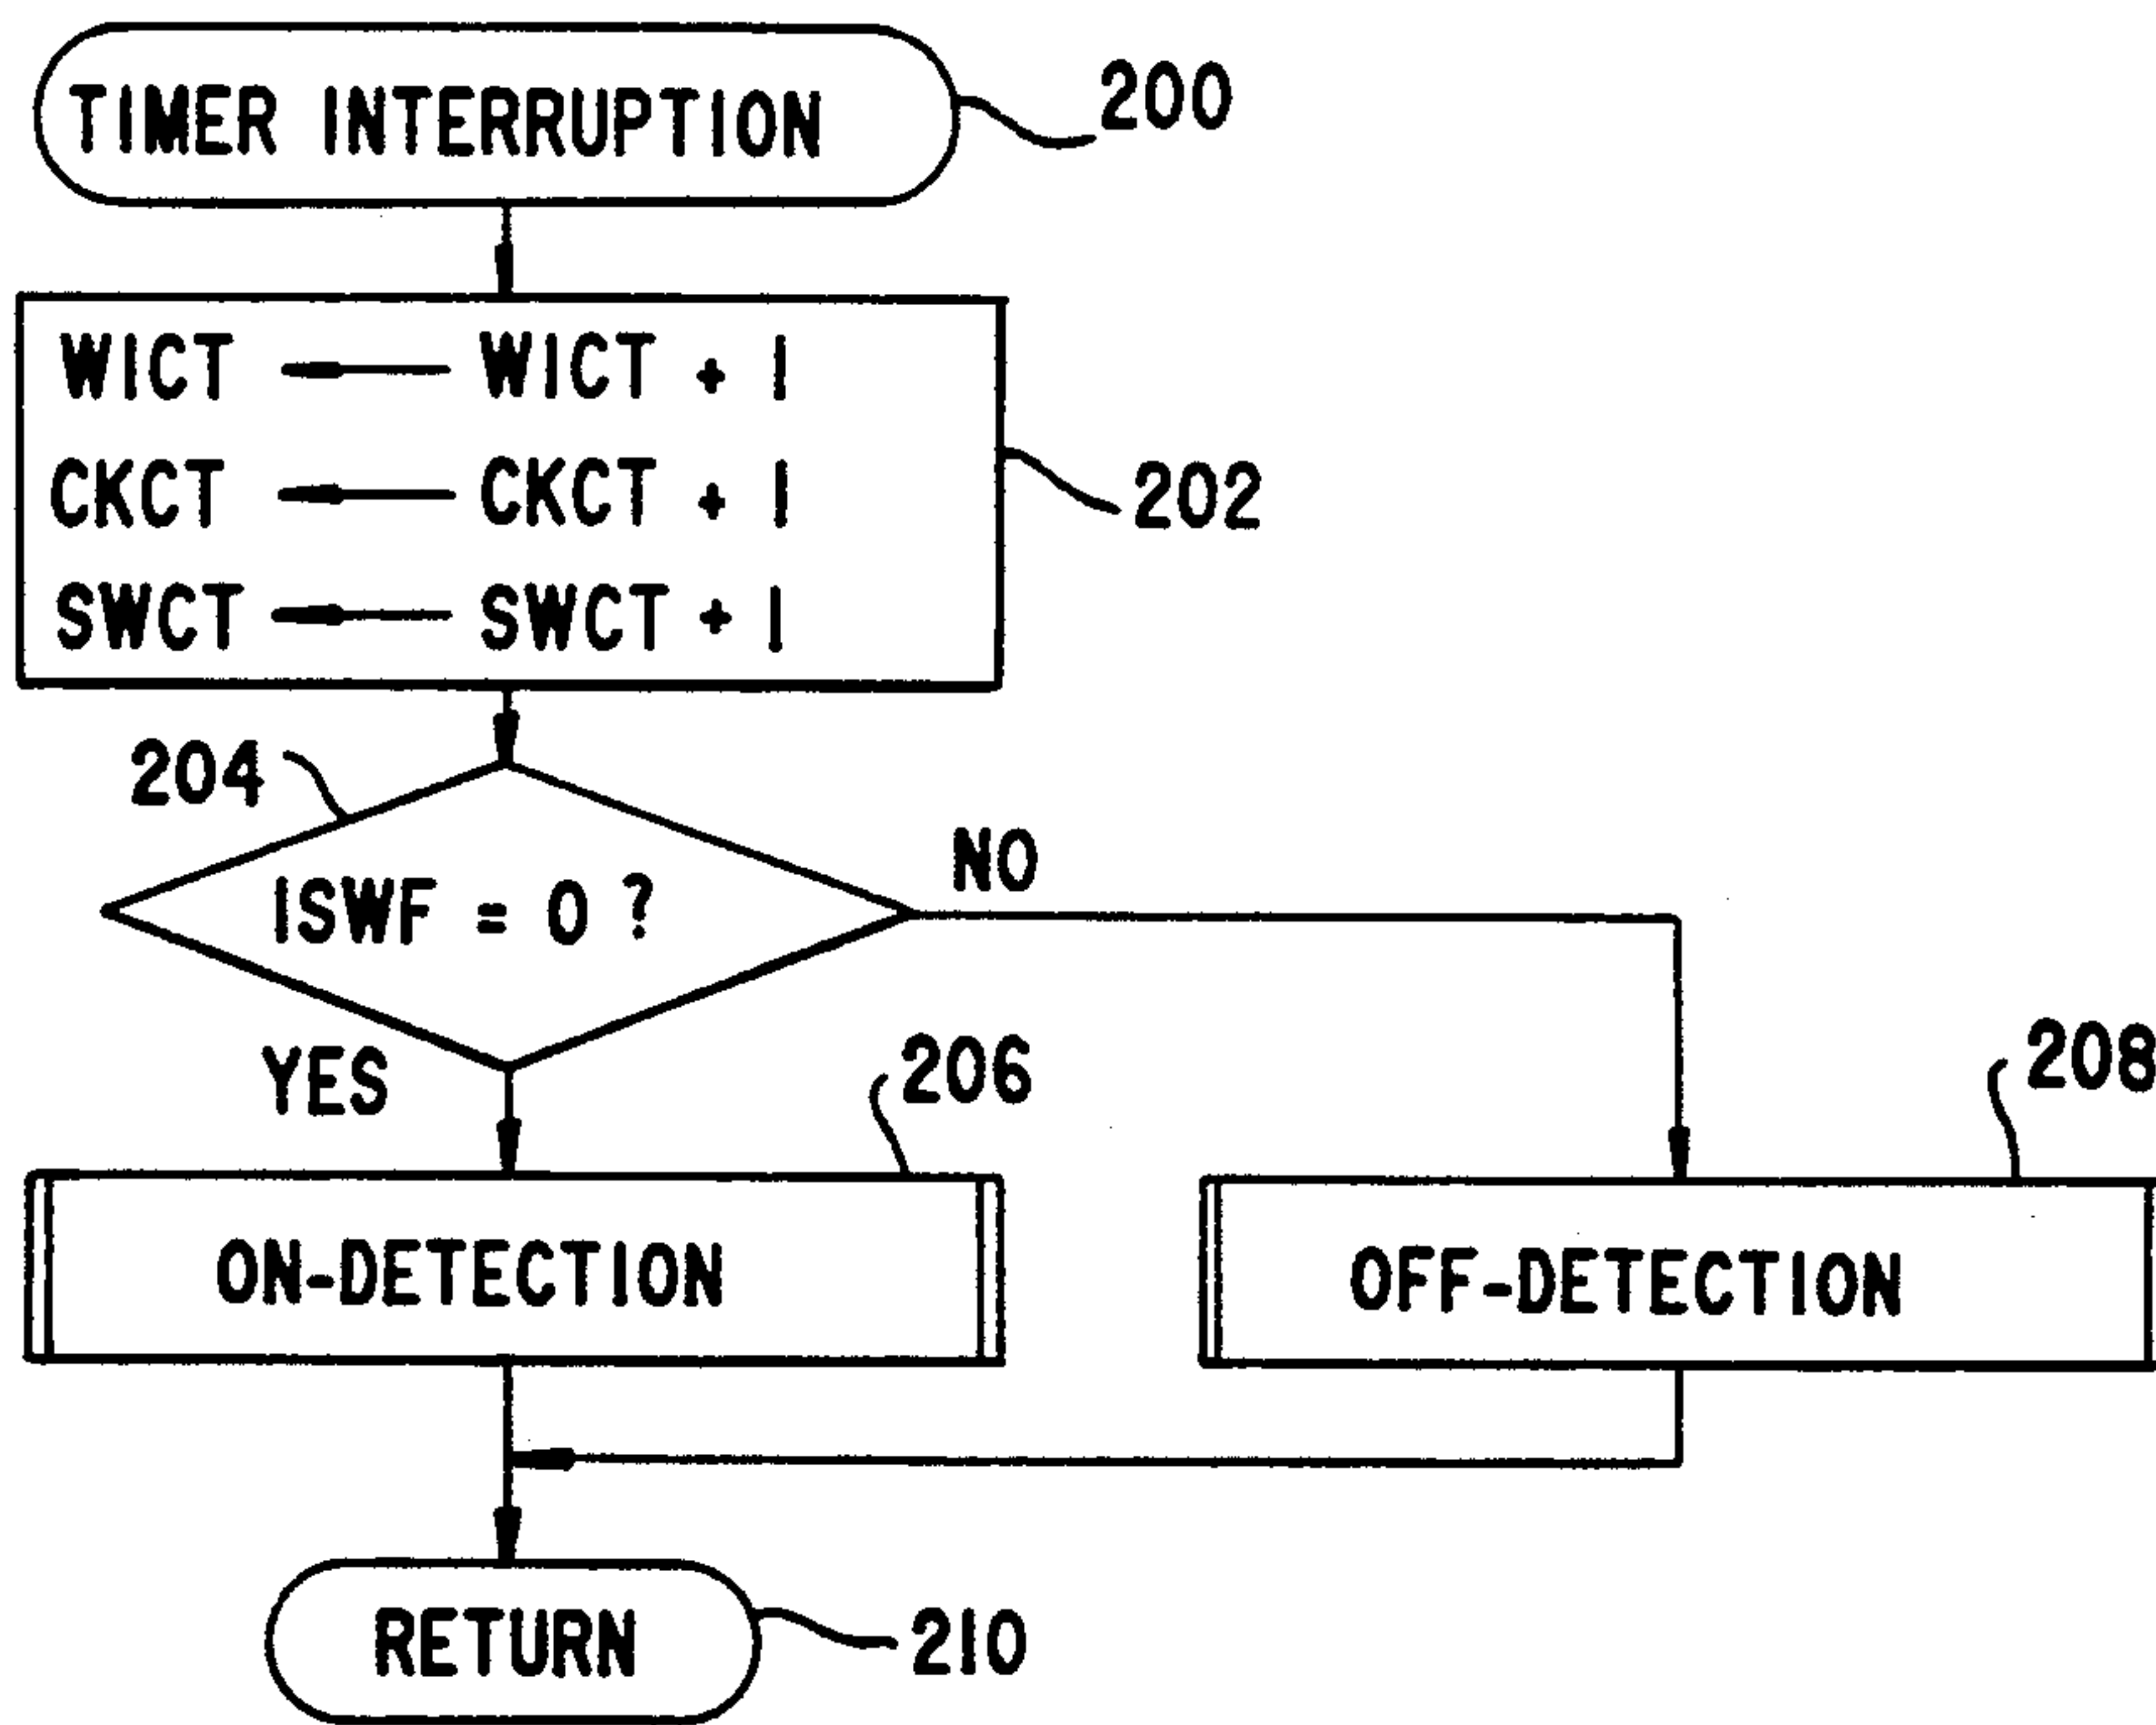 TIMER INTERRUPTION
200
WICT ← WICT + 1
CKCT ← CKCT + 1
SWCT ← SWCT + 1
202
204
ISWF = 0 ?
NO
YES
206
208
ON-DETECTION
OFF-DETECTION
RETURN
210